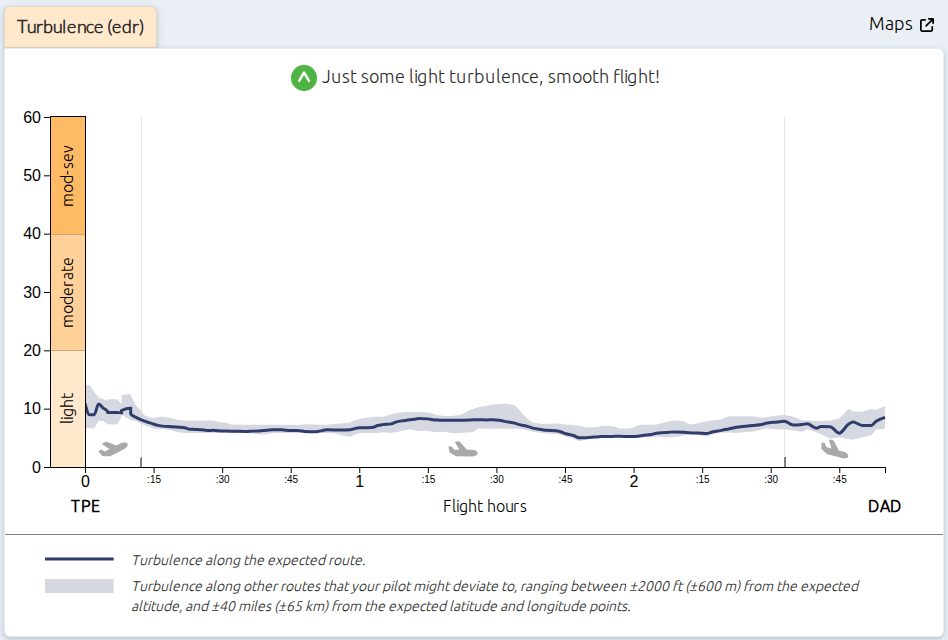 Turbulence (edr)
Maps
Just some light turbulence, smooth flight!
60
50
40
30
20
10
0
mod-sev
moderate
light
0 :15 :30 :45 1 :15 :30 :45 2 :15 :30 :45
TPE Flight hours DAD
Turbulence along the expected route.
Turbulence along other routes that your pilot might deviate to, ranging between ±2000 ft (±600 m) from the expected
altitude, and ±40 miles (±65 km) from the expected latitude and longitude points.